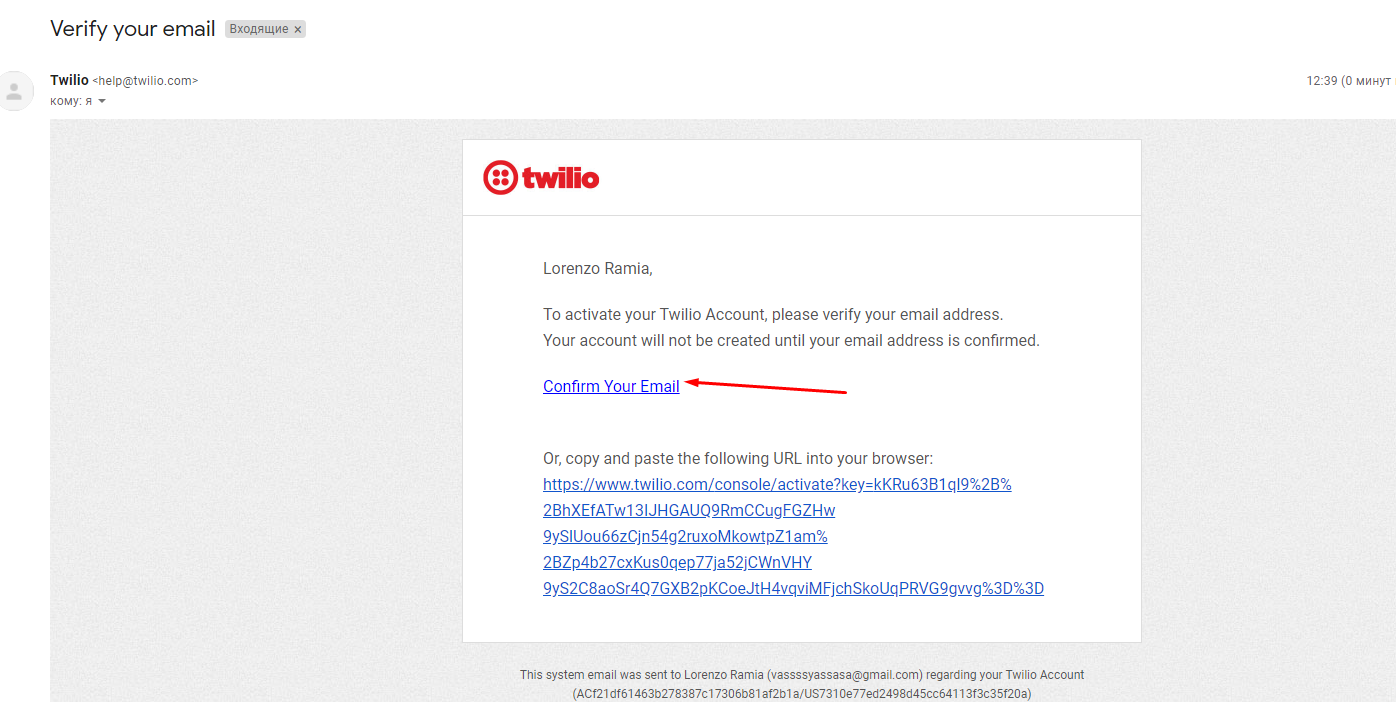 Verify your email Входящие ×
Twilio <help@twilio.com>
12:39 (0 минут
кому: я
twilio
Lorenzo Ramia,
To activate your Twilio Account, please verify your email address.
Your account will not be created until your email address is confirmed.
Confirm Your Email
Or, copy and paste the following URL into your browser:
https://www.twilio.com/console/activate?key=kKRu63B1qI9%2B%
2BhXEfATw13IJHGAUQ9RmCCugFGZHw
9ySlUou66zCjn54g2ruxoMkowtpZ1am%
2BZp4b27cxKus0qep77ja52jCWnVHY
9yS2C8aoSr4Q7GXB2pKCoeJtH4vqviMFjchSkoUqPRVG9gvvg%3D%3D
This system email was sent to Lorenzo Ramia (vassssyassasa@gmail.com) regarding your Twilio Account
(ACf21df61463b278387c17306b81af2b1a/US7310e77ed2498d45cc64113f3c35f20a)